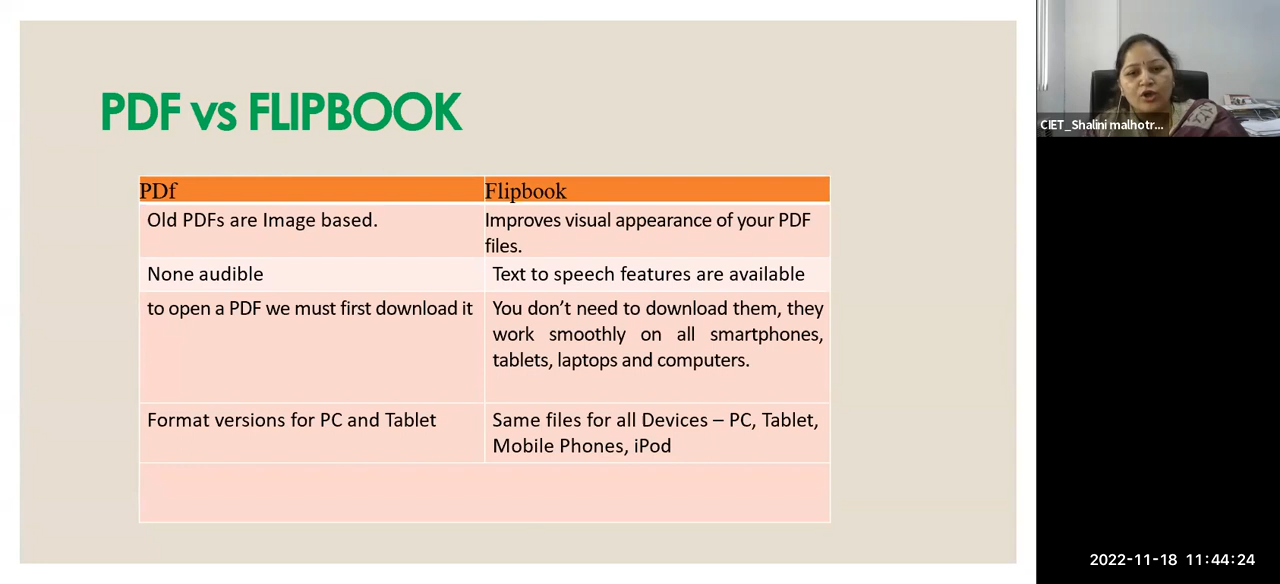 PDF vs FLIPBOOK
PDf
Flipbook
Old PDFs are Image based.
Improves visual appearance of your PDF
files.
None audible
Text to speech features are available
to open a PDF we must first download it
You don’t need to download them, they
work smoothly on all smartphones,
tablets, laptops and computers.
Format versions for PC and Tablet
Same files for all Devices – PC, Tablet,
Mobile Phones, iPod
CIET_Shalini malhotr...
2022-11-18 11:44:24